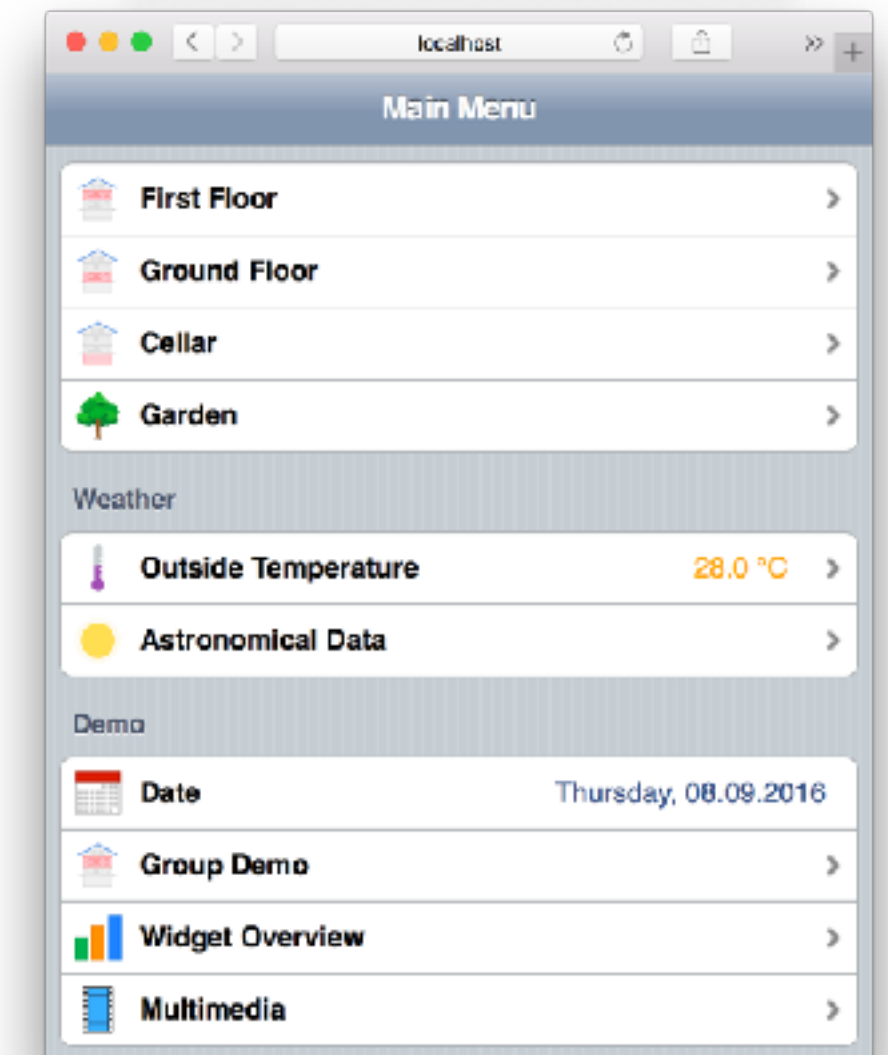 localhost
Main Menu
First Floor
Ground Floor
Cellar
Garden
Weather
Outside Temperature 28.0 °C
Astronomical Data
Demo
Date Thursday, 08.09.2016
Group Demo
Widget Overview
Multimedia